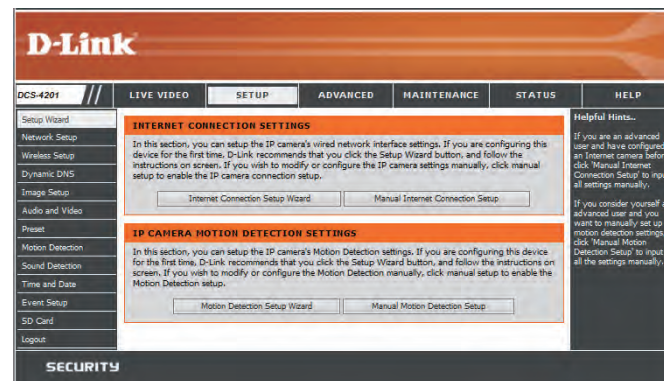 D-Link
DCS-4201
LIVE VIDEO
SETUP
ADVANCED
MAINTENANCE
STATUS
HELP
Setup Wizard
Network Setup
Wireless Setup
Dynamic DNS
Image Setup
Audio and Video
Preset
Motion Detection
Sound Detection
Time and Date
Event Setup
SD Card
Logout
INTERNET CONNECTION SETTINGS
In this section, you can setup the IP camera's wired network interface settings. If you are configuring this
device for the first time, D-Link recommends that you click the Setup Wizard button, and follow the
instructions on screen. If you wish to modify or configure the IP camera settings manually, click manual
setup to enable the IP camera connection setup.
Internet Connection Setup Wizard
Manual Internet Connection Setup
IP CAMERA MOTION DETECTION SETTINGS
In this section, you can setup the IP camera's Motion Detection settings. If you are configuring this device
for the first time, D-Link recommends that you click the Setup Wizard button, and follow the instructions on
screen. If you wish to modify or configure the Motion Detection manually, click manual setup to enable the
Motion Detection setup.
Motion Detection Setup Wizard
Manual Motion Detection Setup
Helpful Hints..
If you are an advanced
user and have configured
an Internet camera before
click 'Manual Internet
Connection Setup' to input
all settings manually.
If you consider yourself a
advanced user and you
want to manually set up
motion detection settings,
click 'Manual Motion
Detection Setup' to input
all the settings manually.
SECURITY